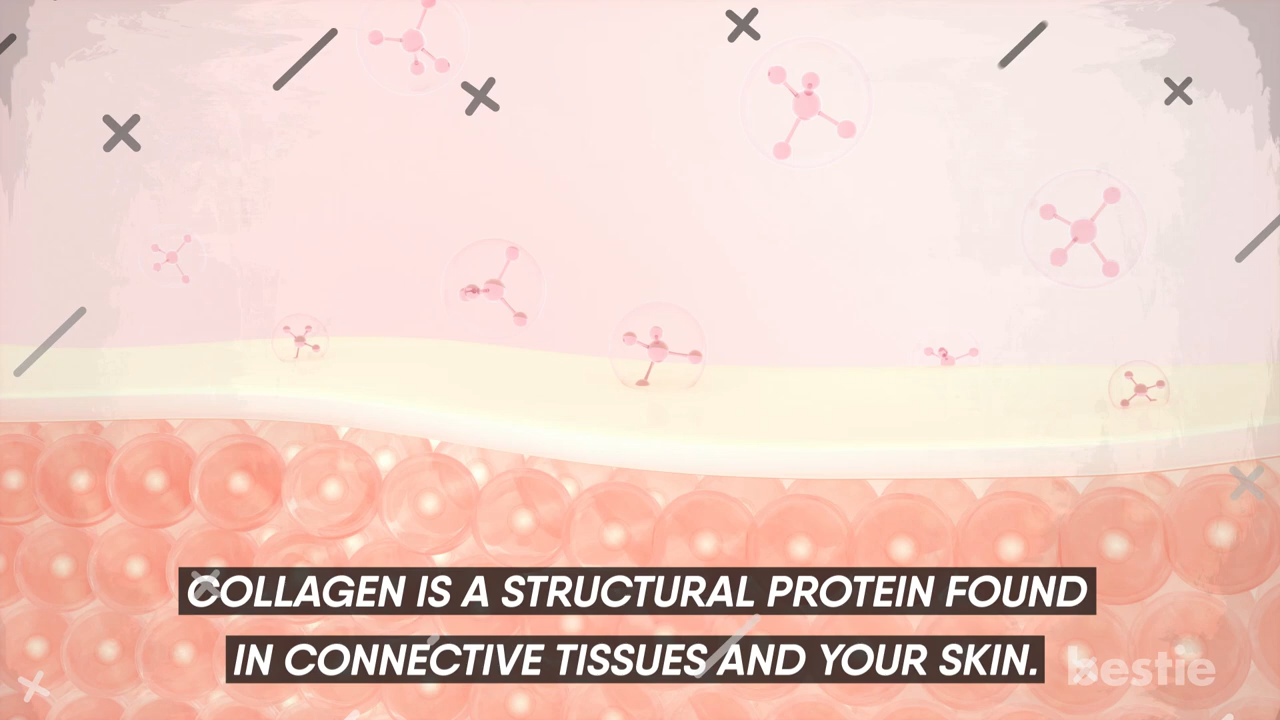 COLLAGEN IS A STRUCTURAL PROTEIN FOUND
IN CONNECTIVE TISSUES AND YOUR SKIN.
bestie